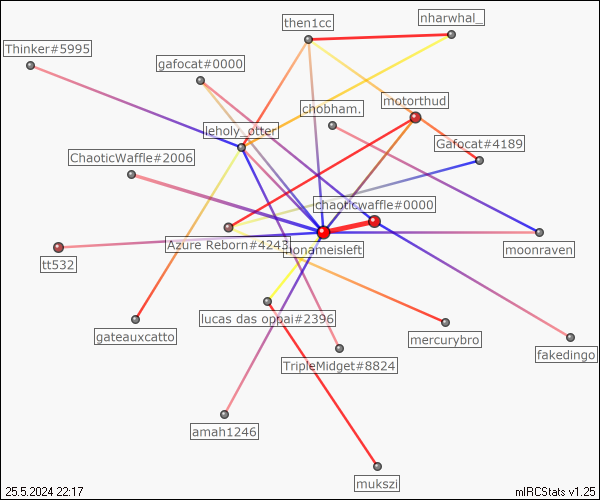 nharwhal_
then1cc
Thinker#5995
gafocat#0000
motorthud
chobham.
leholy_otter
Gafocat#4189
ChaoticWaffle#2006
chaoticwaffle#0000
Azure Reborn#4243
nonameisleft
moonraven
tt532
lucas das oppai#2396
gateauxcatto
mercurybro
fakedingo
TripleMidget#8824
amah1246
mukszi
25.5.2024 22:17
mIRCStats v1.25